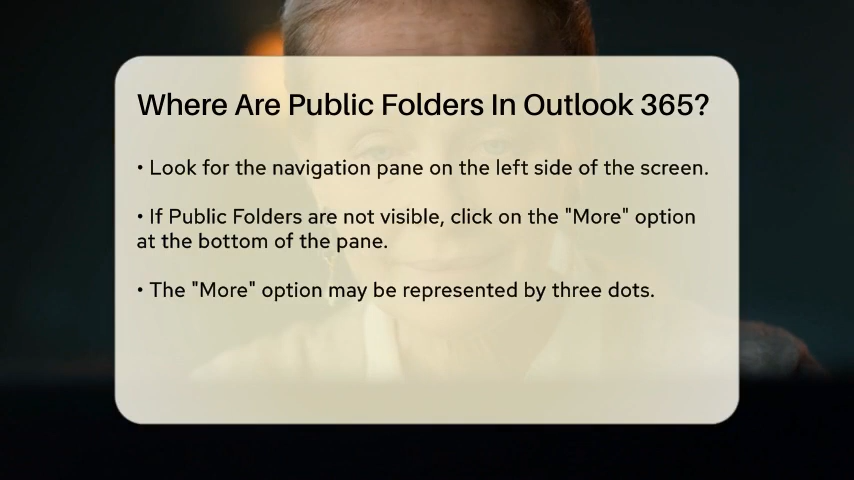 Where Are Public Folders In Outlook 365?
• Look for the navigation pane on the left side of the screen.
• If Public Folders are not visible, click on the "More" option
at the bottom of the pane.
• The "More" option may be represented by three dots.